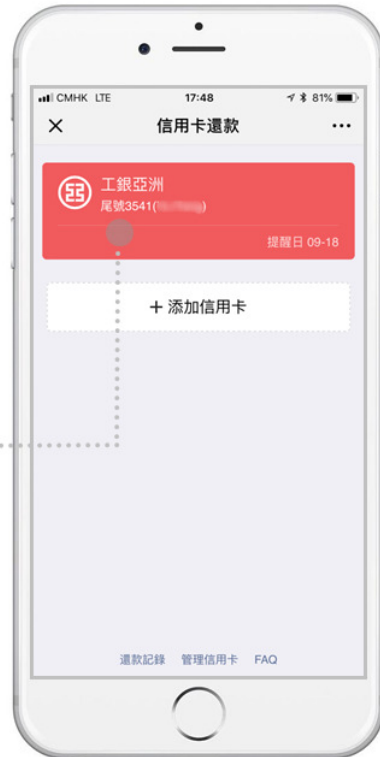 CMHK LTE 17:48 81%
信用卡還款
工銀亞洲
尾號3541( )
提醒日 09-18
+ 添加信用卡
還款記錄 管理信用卡 FAQ